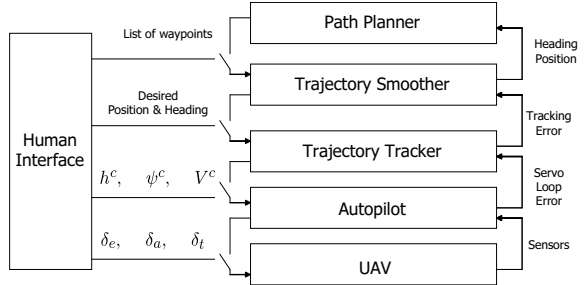 Path Planner
List of waypoints
Heading
Position
Trajectory Smoother
Desired
Position & Heading
Tracking
Error
Human
Interface
Trajectory Tracker
h^c, ψ^c, V^c
Servo
Loop
Error
Autopilot
δ_e, δ_a, δ_t
Sensors
UAV